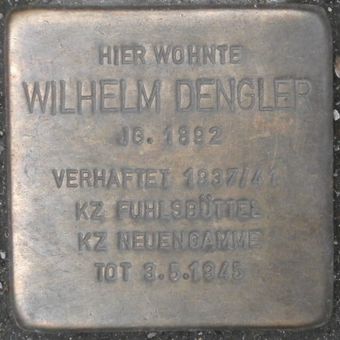 HIER WOHNTE
WILHELM DENGLER
JG. 1892
VERHAFTET 1937/41
KZ FUHLSBÜTTEL
KZ NEUENGAMME
TOT 3.5.1945